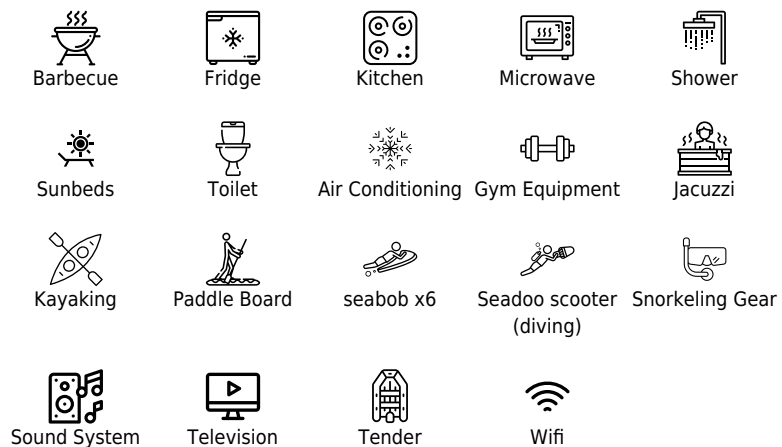 Barbecue
Fridge
Kitchen
Microwave
Shower
Sunbeds
Toilet
Air Conditioning
Gym Equipment
Jacuzzi
Kayaking
Paddle Board
seabob x6
Seadoo scooter
(diving)
Snorkeling Gear
Sound System
Television
Tender
Wifi